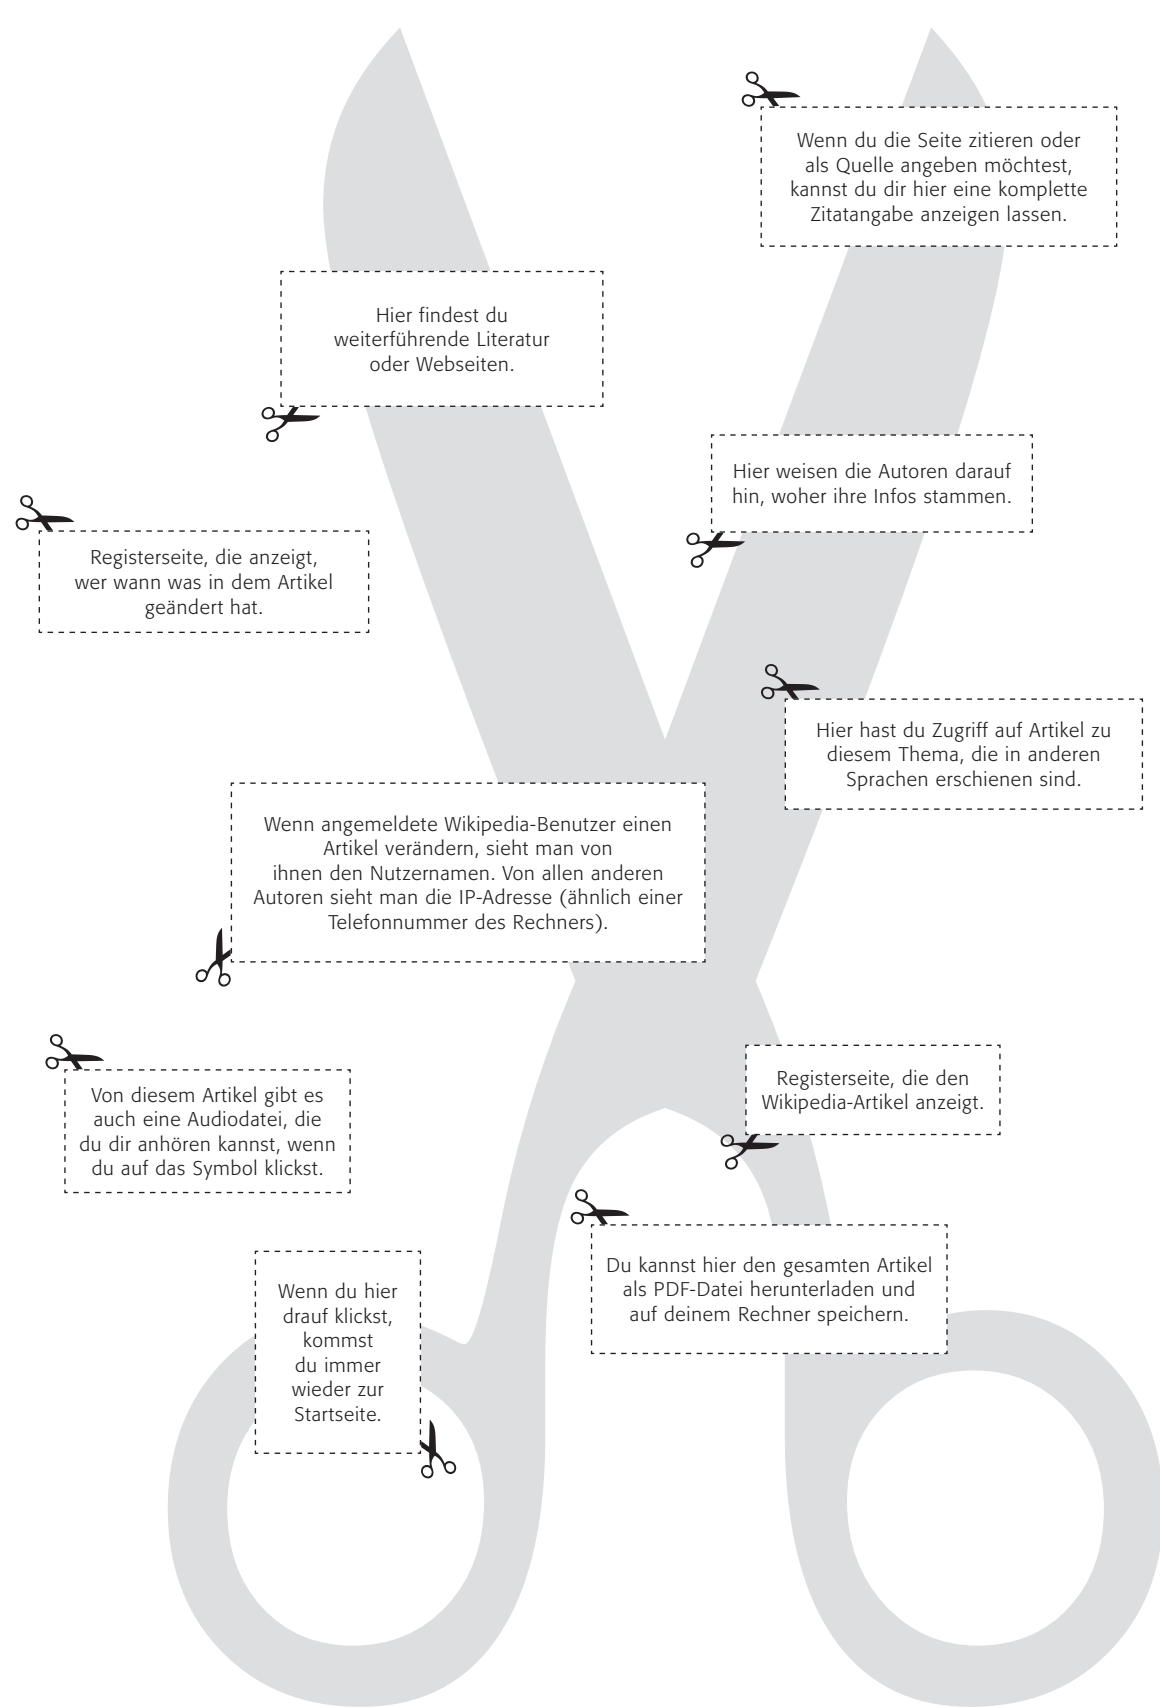 Wenn du die Seite zitieren oder
als Quelle angeben möchtest,
kannst du dir hier eine komplette
Zitatangabe anzeigen lassen.
Hier findest du
weiterführende Literatur
oder Webseiten.
Hier weisen die Autoren darauf
hin, woher ihre Infos stammen.
Registerseite, die anzeigt,
wer wann was in dem Artikel
geändert hat.
Hier hast du Zugriff auf Artikel zu
diesem Thema, die in anderen
Sprachen erschienen sind.
Wenn angemeldete Wikipedia-Benutzer einen
Artikel verändern, sieht man von
ihnen den Nutzernamen. Von allen anderen
Autoren sieht man die IP-Adresse (ähnlich einer
Telefonnummer des Rechners).
Registerseite, die den
Wikipedia-Artikel anzeigt.
Von diesem Artikel gibt es
auch eine Audiodatei, die
du dir anhören kannst, wenn
du auf das Symbol klickst.
Du kannst hier den gesamten Artikel
als PDF-Datei herunterladen und
auf deinem Rechner speichern.
Wenn du hier
drauf klickst,
kommst
du immer
wieder zur
Startseite.